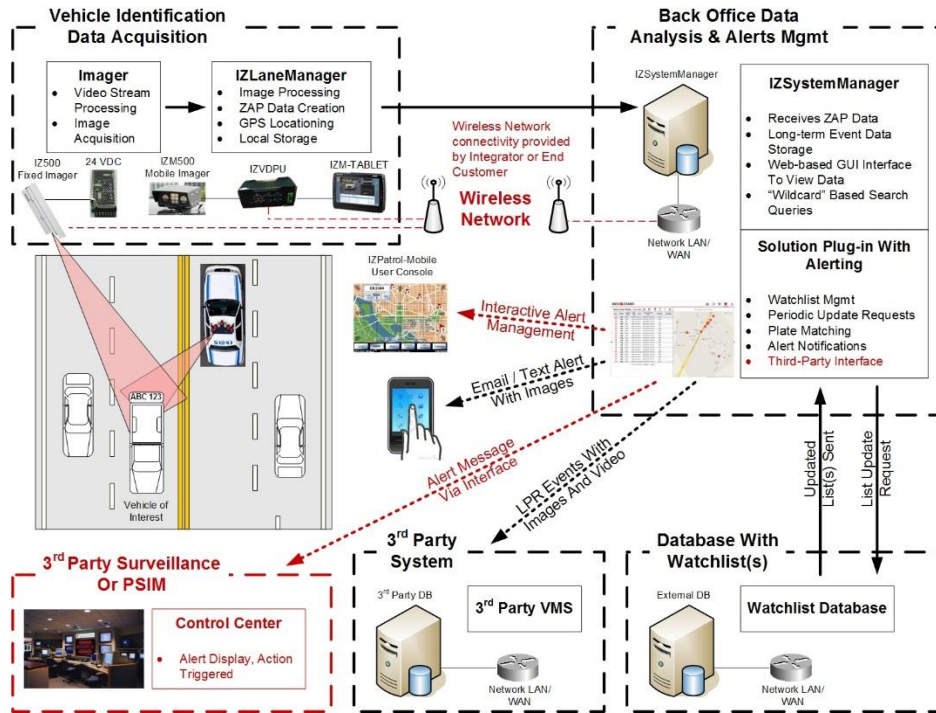 Vehicle Identification
Data Acquisition
Back Office Data
Analysis & Alerts Mgmt
Imager
• Video Stream
Processing
• Image
Acquisition
IZLaneManager
• Image Processing
• ZAP Data Creation
• GPS Locationing
• Local Storage
IZSystemManager
IZSystemManager
• Receives ZAP Data
• Long-term Event Data
Storage
• Web-based GUI Interface
To View Data
• "Wildcard" Based Search
Queries
IZ500
Fixed Imager
24 VDC
IZM500
Mobile Imager
IZVDPU
IZM-TABLET
Wireless Network
connectivity provided
by Integrator or End
Customer
Wireless
Network
Network LAN/
WAN
Solution Plug-in With
Alerting
• Watchlist Mgmt
• Periodic Update Requests
• Plate Matching
• Alert Notifications
• Third-Party Interface
IZPatrol-Mobile
User Console
Interactive Alert
Management
Email / Text Alert
With Images
Alert Message
Via Interface
LPR Events With
Images And Video
Updated
List(s) Sent
List Update
Request
ABC 123
Vehicle of
Interest
3rd Party Surveillance
Or PSIM
Control Center
• Alert Display, Action
Triggered
3rd Party
System
3rd Party DB
3rd Party VMS
Network LAN/
WAN
Database With
Watchlist(s)
External DB
Watchlist Database
Network LAN/
WAN